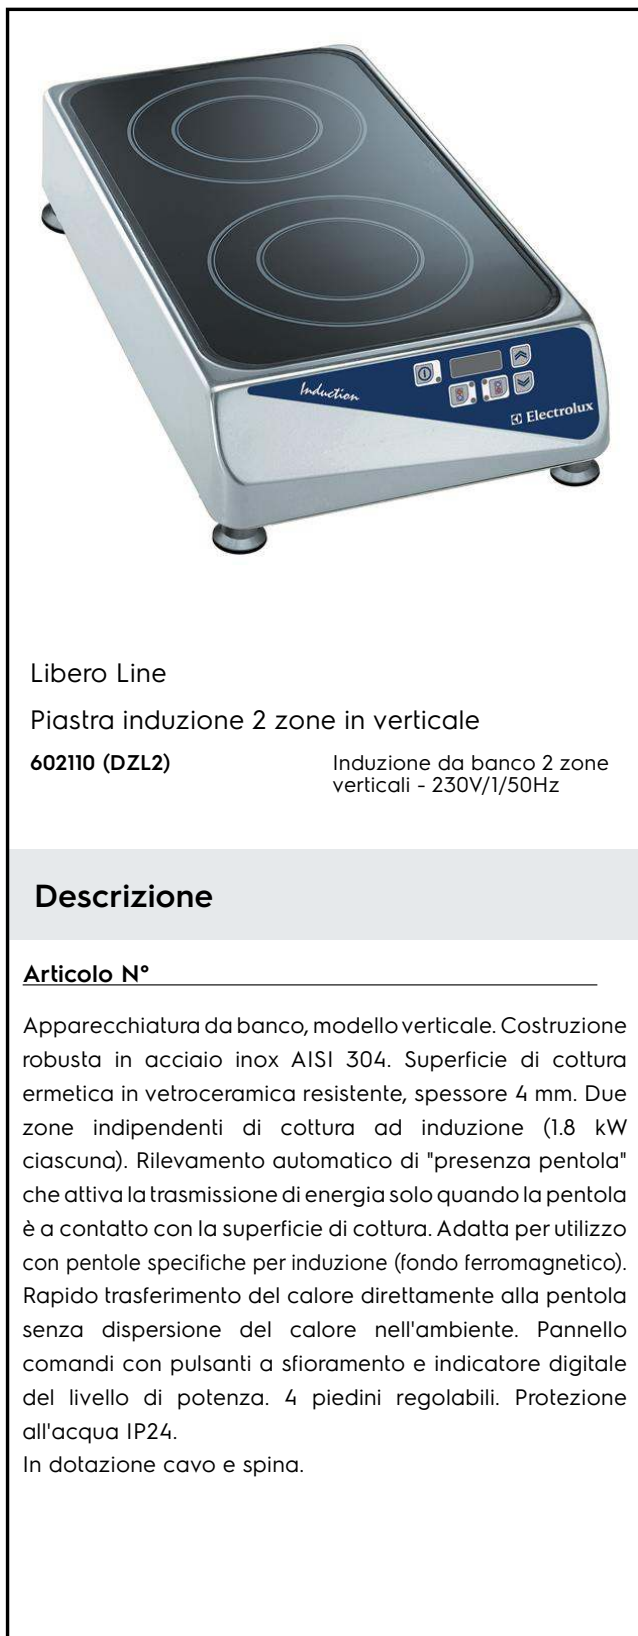 Induction
Electrolux
Libero Line
Piastra induzione 2 zone in verticale
602110 (DZL2)
Induzione da banco 2 zone
verticali - 230V/1/50Hz
Descrizione
Articolo N°
Apparecchiatura da banco, modello verticale. Costruzione
robusta in acciaio inox AISI 304. Superficie di cottura
ermetica in vetroceramica resistente, spessore 4 mm. Due
zone indipendenti di cottura ad induzione (1.8 kW
ciascuna). Rilevamento automatico di "presenza pentola"
che attiva la trasmissione di energia solo quando la pentola
è a contatto con la superficie di cottura. Adatta per utilizzo
con pentole specifiche per induzione (fondo ferromagnetico).
Rapido trasferimento del calore direttamente alla pentola
senza dispersione del calore nell'ambiente. Pannello
comandi con pulsanti a sfioramento e indicatore digitale
del livello di potenza. 4 piedini regolabili. Protezione
all'acqua IP24.
In dotazione cavo e spina.